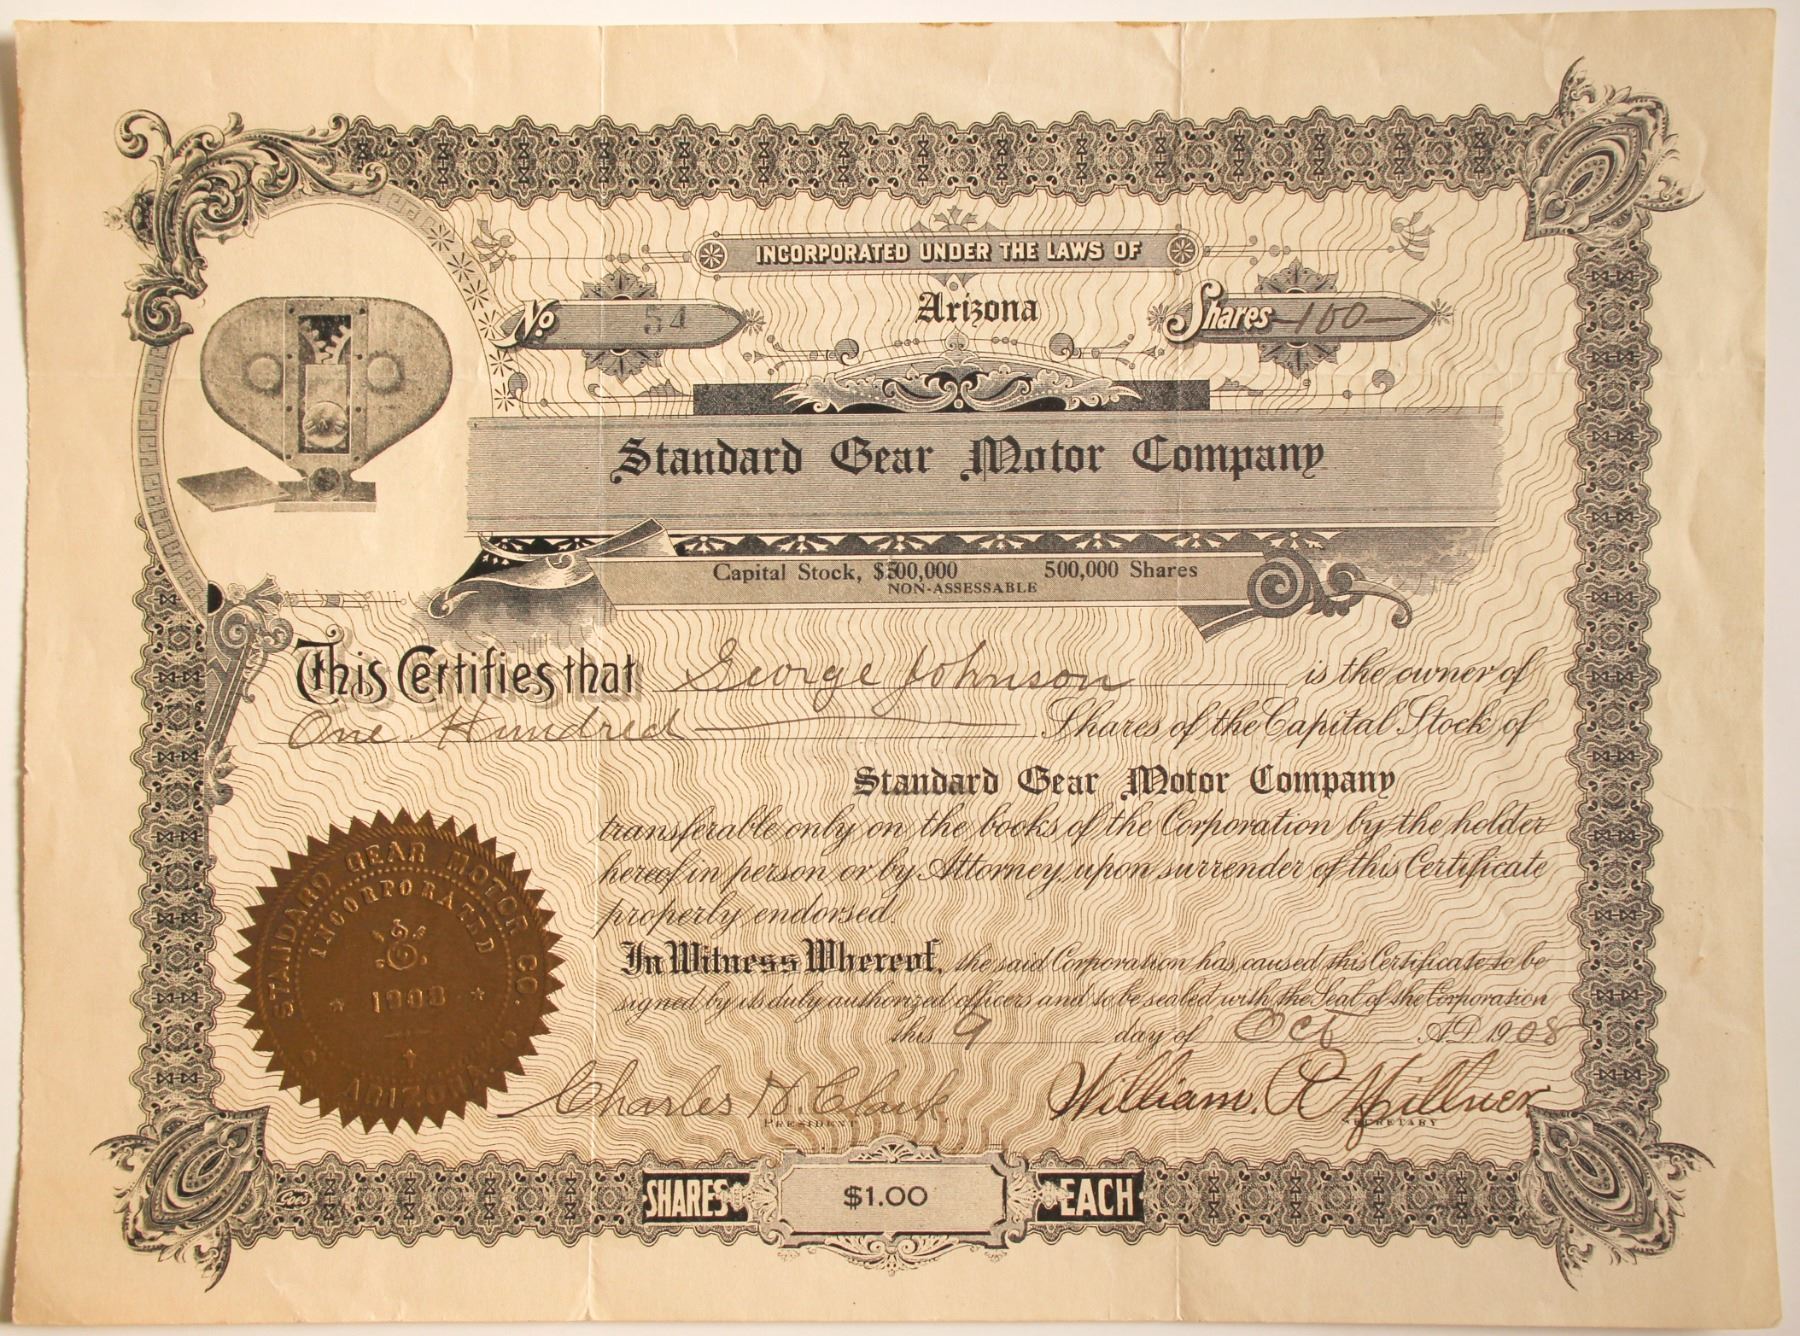 INCORPORATED UNDER THE LAWS OF
Arizona
No. 54
Shares 100
Standard Gear Motor Company
Capital Stock, $500,000 500,000 Shares
NON-ASSESSABLE
This Certifies that George Johnson is the owner of
One Hundred Shares of the Capital Stock of
Standard Gear Motor Company
transferable only on the books of the Corporation by the holder
hereof in person or by Attorney, upon surrender of this Certificate
properly endorsed.
In Witness Whereof, the said Corporation has caused this Certificate to be
signed by its duly authorized officers and to be sealed with the Seal of the Corporation
this 9 day of Oct A.D. 1908
STANDARD GEAR MOTOR CO.
INCORPORATED
&
1908
ARIZONA
Charles H. Clark William R Hillner
PRESIDENT SECRETARY
SHARES $1.00 EACH